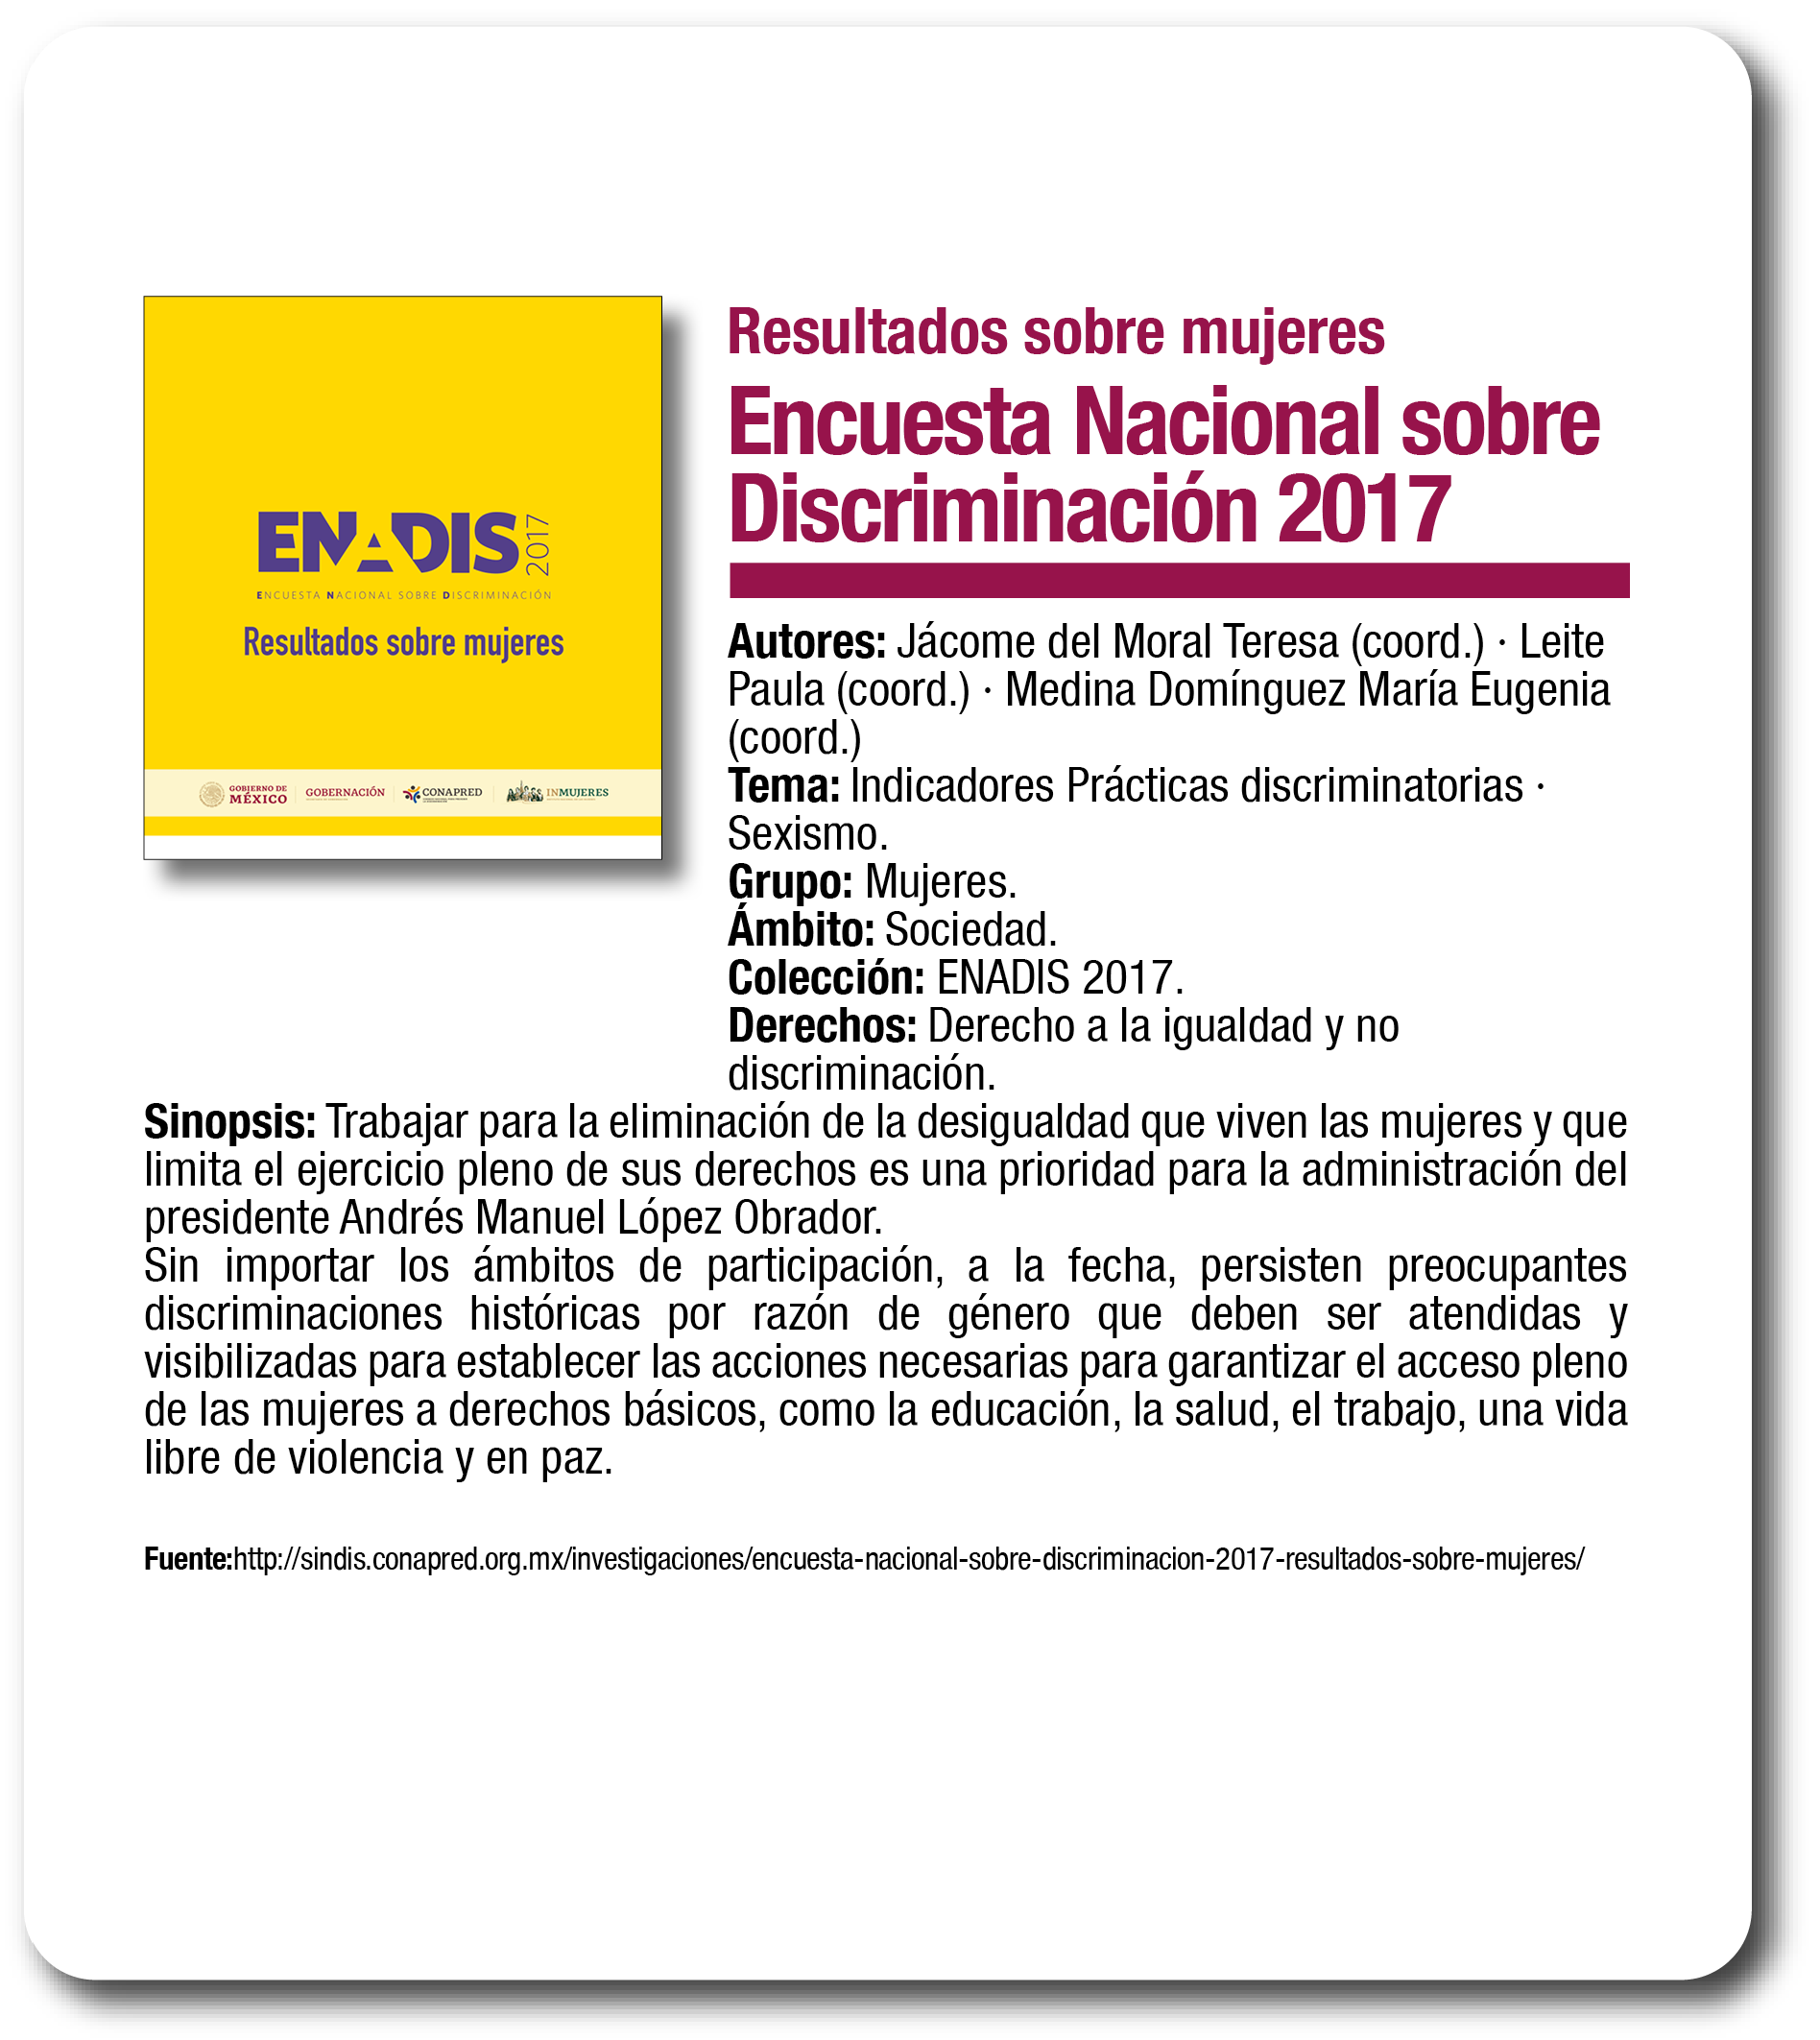 ENADIS 2017
ENCUESTA NACIONAL SOBRE DISCRIMINACIÓN
Resultados sobre mujeres
GOBIERNO DE
MÉXICO
GOBERNACIÓN
CONAPRED
INMUJERES
Resultados sobre mujeres
Encuesta Nacional sobre
Discriminación 2017
Autores: Jácome del Moral Teresa (coord.) · Leite
Paula (coord.) · Medina Domínguez María Eugenia
(coord.)
Tema: Indicadores Prácticas discriminatorias ·
Sexismo.
Grupo: Mujeres.
Ámbito: Sociedad.
Colección: ENADIS 2017.
Derechos: Derecho a la igualdad y no
discriminación.
Sinopsis: Trabajar para la eliminación de la desigualdad que viven las mujeres y que
limita el ejercicio pleno de sus derechos es una prioridad para la administración del
presidente Andrés Manuel López Obrador.
Sin importar los ámbitos de participación, a la fecha, persisten preocupantes
discriminaciones históricas por razón de género que deben ser atendidas y
visibilizadas para establecer las acciones necesarias para garantizar el acceso pleno
de las mujeres a derechos básicos, como la educación, la salud, el trabajo, una vida
libre de violencia y en paz.
Fuente:http://sindis.conapred.org.mx/investigaciones/encuesta-nacional-sobre-discriminacion-2017-resultados-sobre-mujeres/